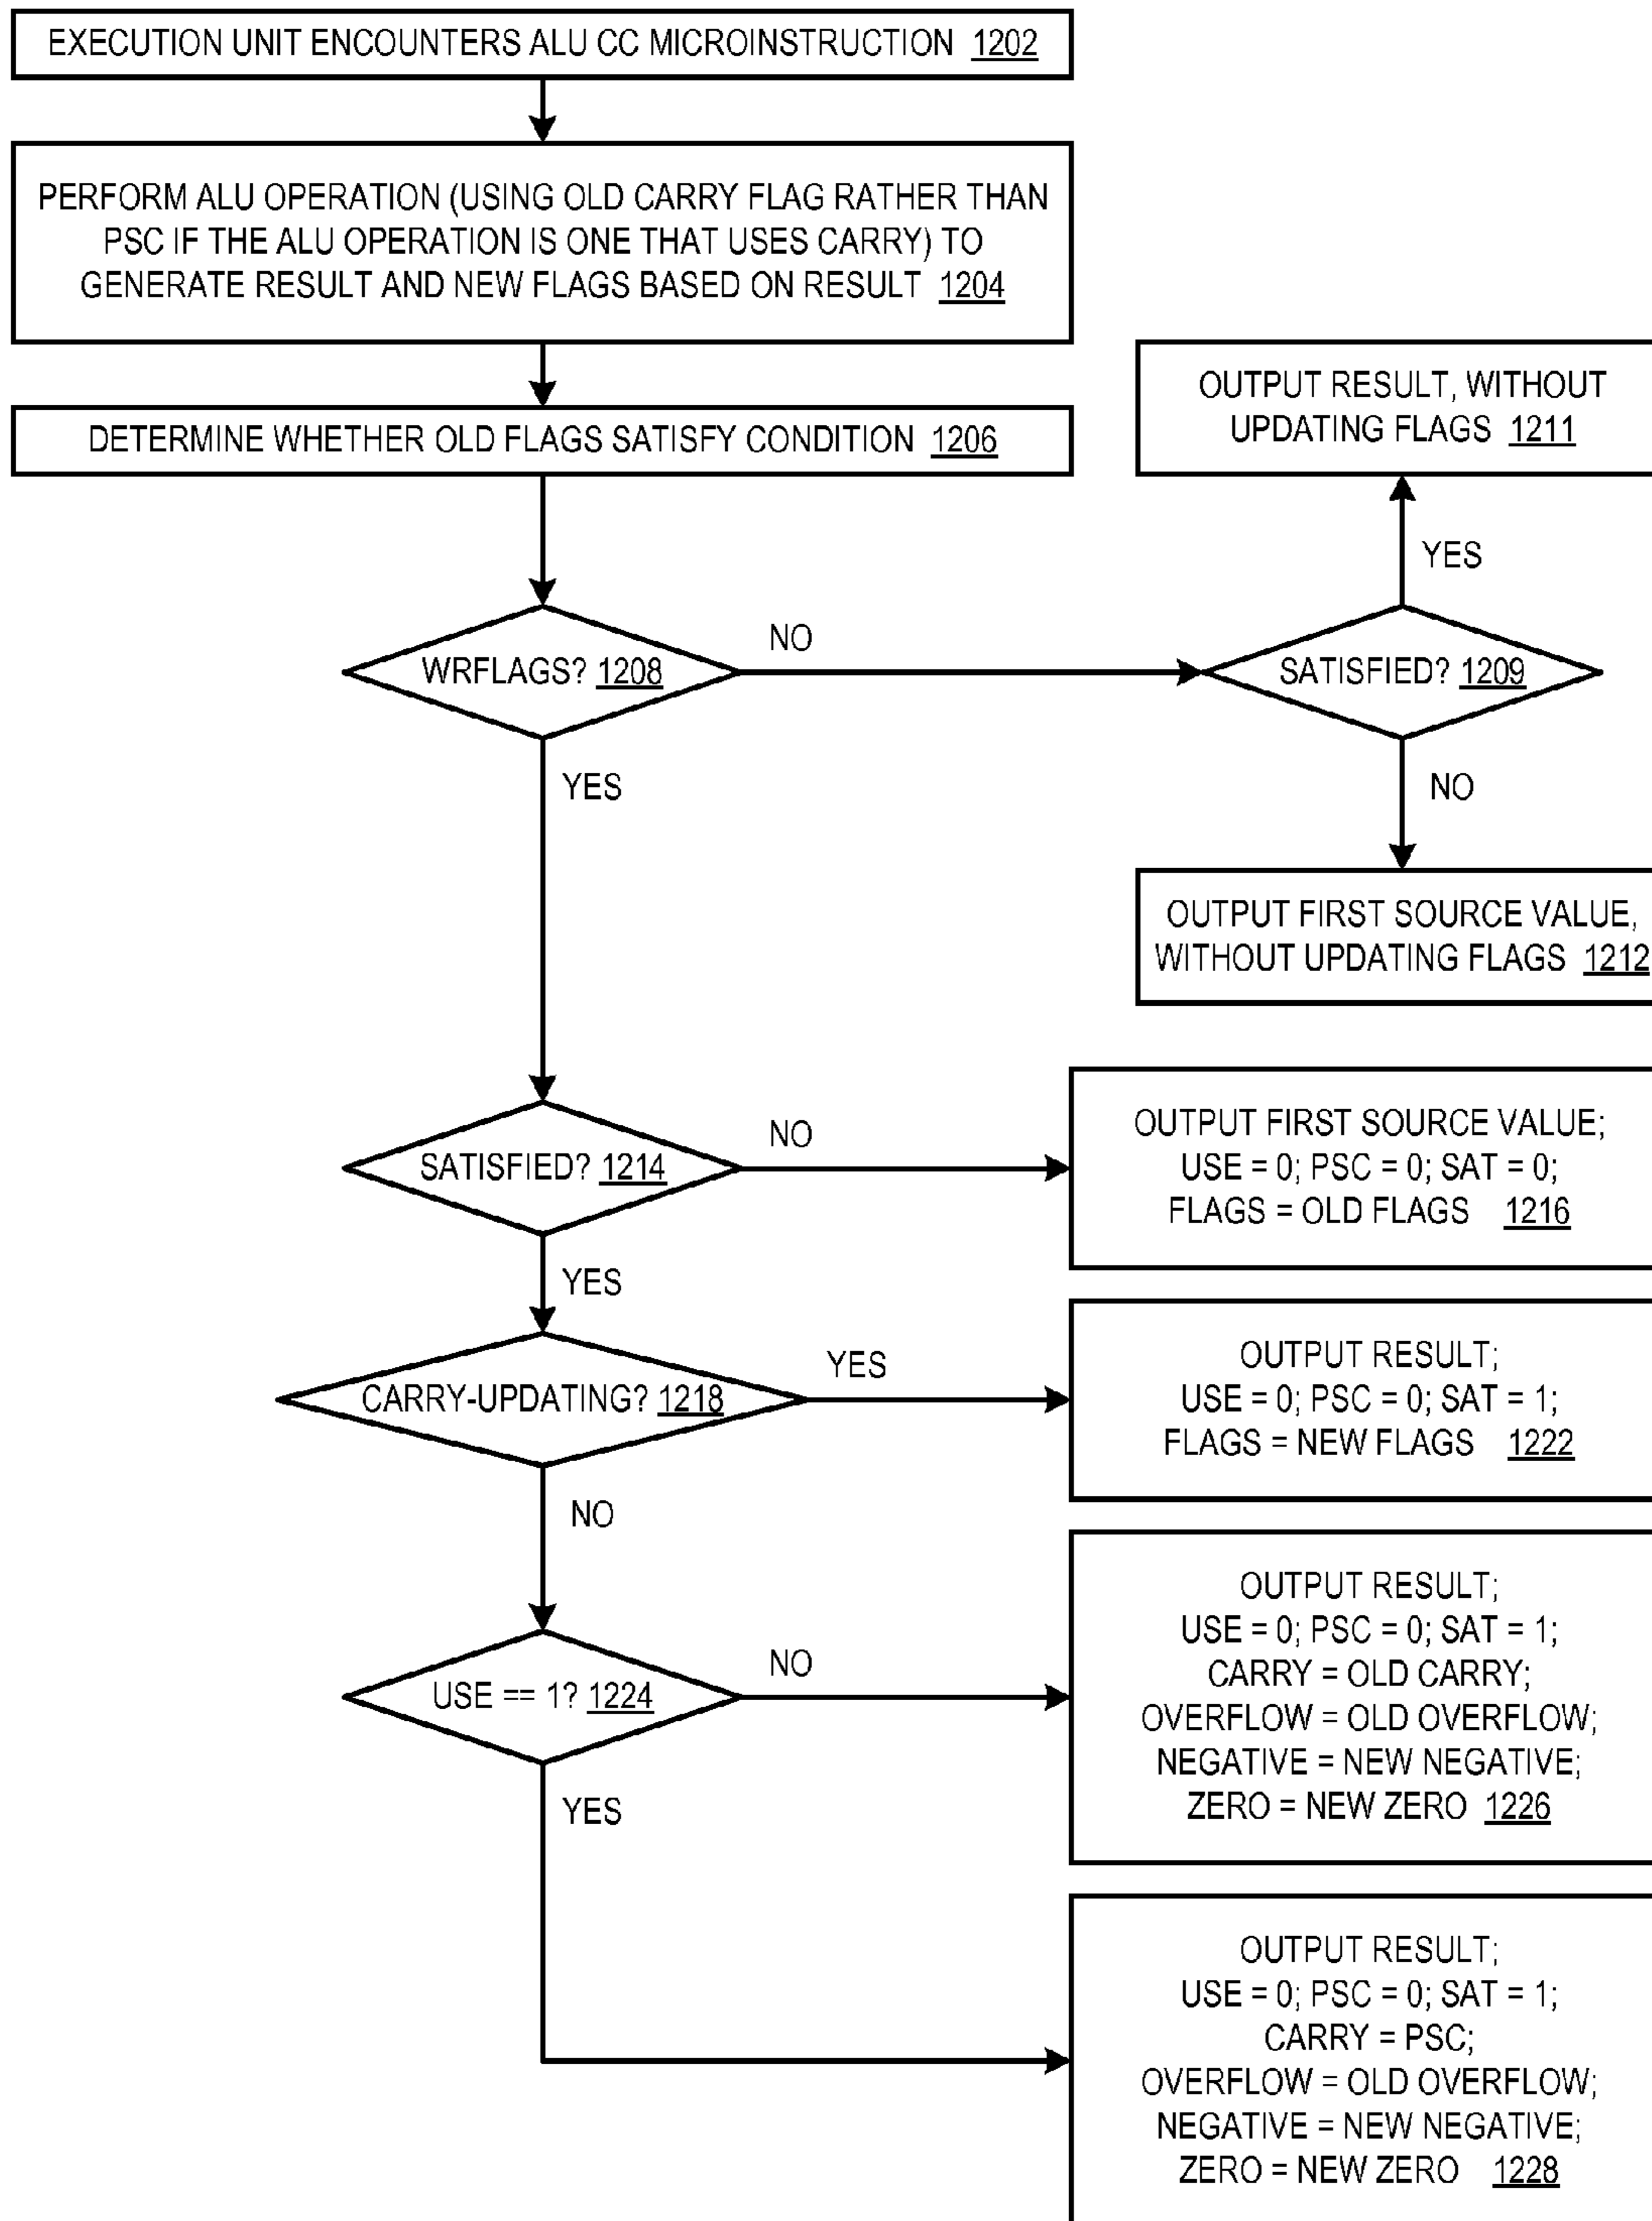 EXECUTION UNIT ENCOUNTERS ALU CC MICROINSTRUCTION 1202
PERFORM ALU OPERATION (USING OLD CARRY FLAG RATHER THAN
PSC IF THE ALU OPERATION IS ONE THAT USES CARRY) TO
GENERATE RESULT AND NEW FLAGS BASED ON RESULT 1204
DETERMINE WHETHER OLD FLAGS SATISFY CONDITION 1206
OUTPUT RESULT, WITHOUT
UPDATING FLAGS 1211
YES
WRFLAGS? 1208
NO
SATISFIED? 1209
YES
NO
OUTPUT FIRST SOURCE VALUE,
WITHOUT UPDATING FLAGS 1212
SATISFIED? 1214
NO
OUTPUT FIRST SOURCE VALUE;
USE = 0; PSC = 0; SAT = 0;
FLAGS = OLD FLAGS 1216
YES
CARRY-UPDATING? 1218
YES
OUTPUT RESULT;
USE = 0; PSC = 0; SAT = 1;
FLAGS = NEW FLAGS 1222
NO
USE == 1? 1224
NO
OUTPUT RESULT;
USE = 0; PSC = 0; SAT = 1;
CARRY = OLD CARRY;
OVERFLOW = OLD OVERFLOW;
NEGATIVE = NEW NEGATIVE;
ZERO = NEW ZERO 1226
YES
OUTPUT RESULT;
USE = 0; PSC = 0; SAT = 1;
CARRY = PSC;
OVERFLOW = OLD OVERFLOW;
NEGATIVE = NEW NEGATIVE;
ZERO = NEW ZERO 1228